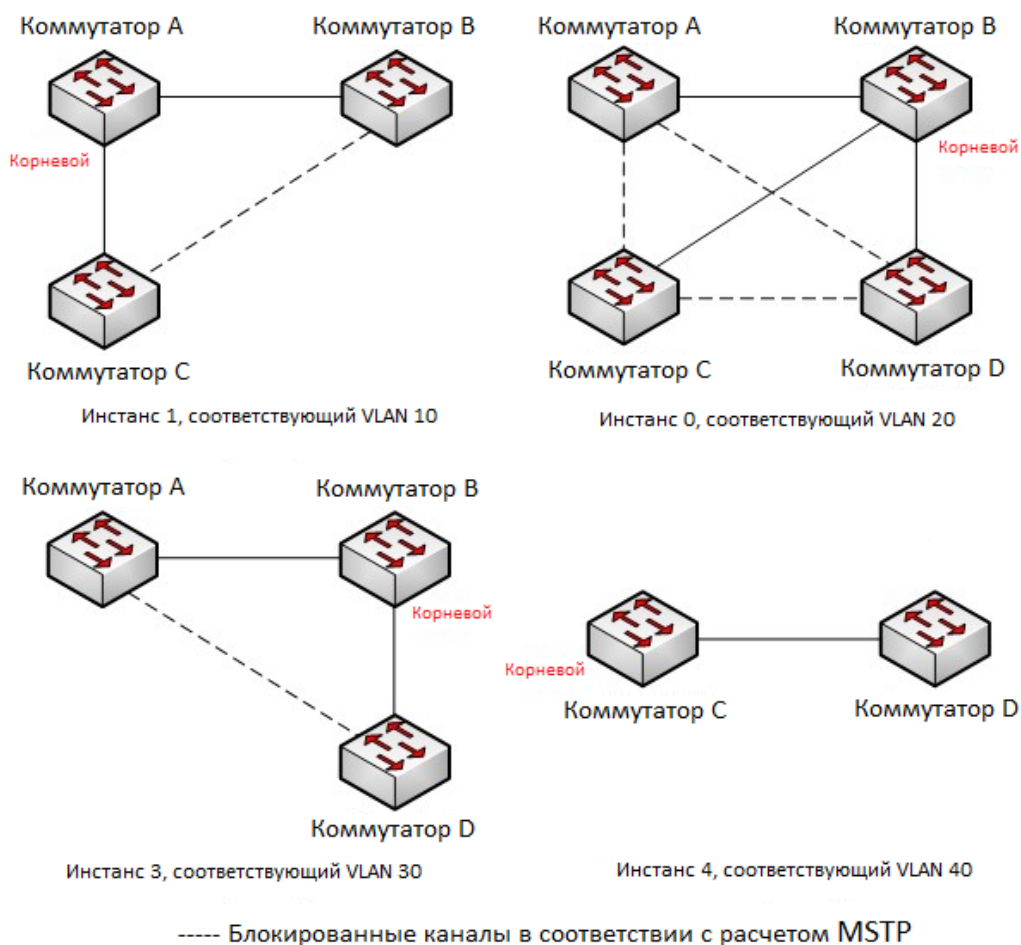 Коммутатор A
Коммутатор B
Корневой
Коммутатор C
Инстанс 1, соответствующий VLAN 10
Коммутатор A
Коммутатор B
Корневой
Коммутатор C
Коммутатор D
Инстанс 0, соответствующий VLAN 20
Коммутатор A
Коммутатор B
Корневой
Коммутатор D
Инстанс 3, соответствующий VLAN 30
Корневой
Коммутатор C
Коммутатор D
Инстанс 4, соответствующий VLAN 40
----- Блокированные каналы в соответствии с расчетом MSTP